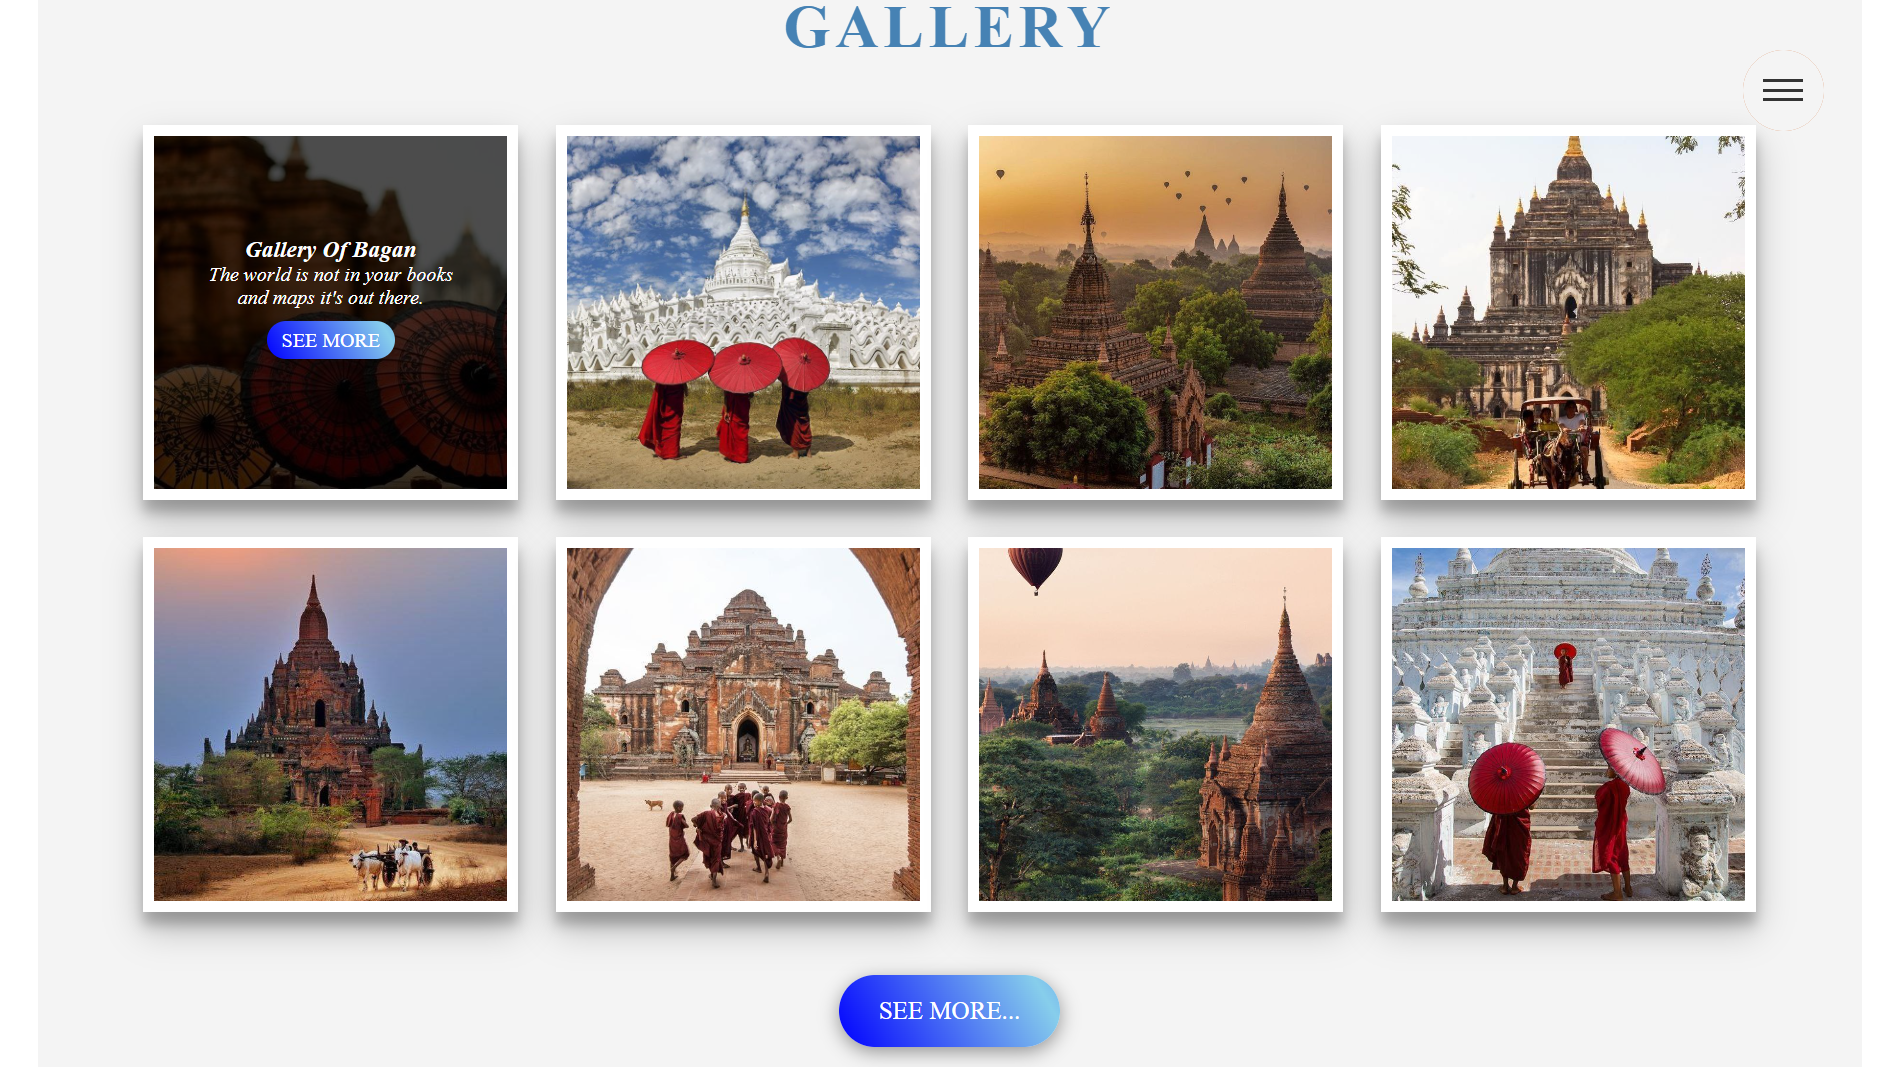 GALLERY
Gallery Of Bagan
The world is not in your books
and maps it's out there.
SEE MORE
SEE MORE...